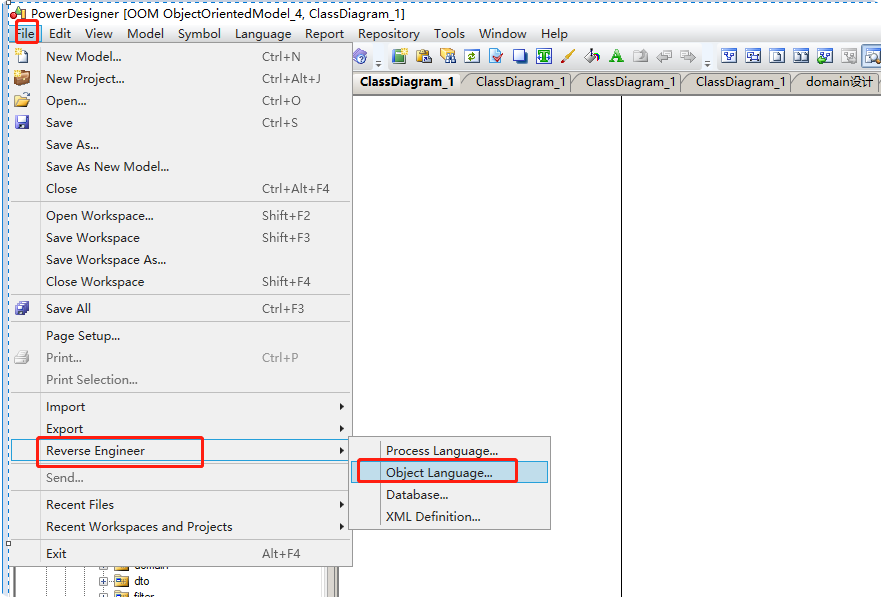 PowerDesigner [OOM ObjectOrientedModel_4, ClassDiagram_1]
File Edit View Model Symbol Language Report Repository Tools Window Help
New Model... Ctrl+N
New Project... Ctrl+Alt+J
Open... Ctrl+O
Save Ctrl+S
Save As...
Save As New Model...
Close Ctrl+Alt+F4
Open Workspace... Shift+F2
Save Workspace Shift+F3
Save Workspace As...
Close Workspace Shift+F4
Save All Ctrl+F3
Page Setup...
Print... Ctrl+P
Print Selection...
Import
Export
Reverse Engineer
Send...
Recent Files
Recent Workspaces and Projects
Exit Alt+F4
ClassDiagram_1 ClassDiagram_1 ClassDiagram_1 ClassDiagram_1 domain设计
Process Language...
Object Language...
Database...
XML Definition...
domain
dto
filter